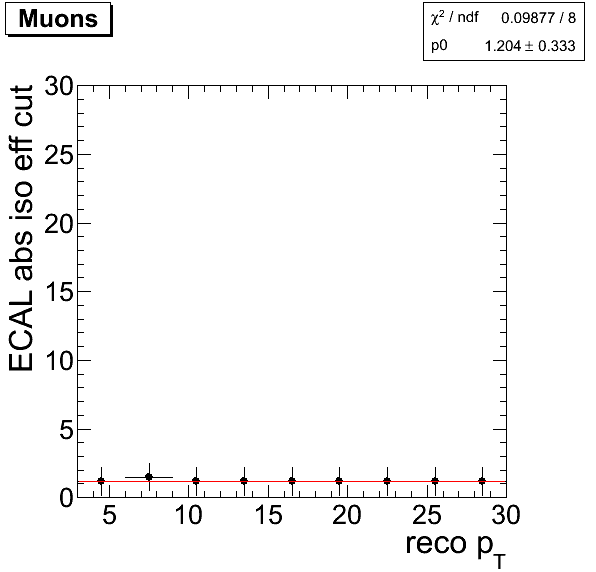 Muons
χ² / ndf 0.09877 / 8
p0 1.204 ± 0.333
ECAL abs iso eff cut
30
25
20
15
10
5
0
5 10 15 20 25 30
reco p_T